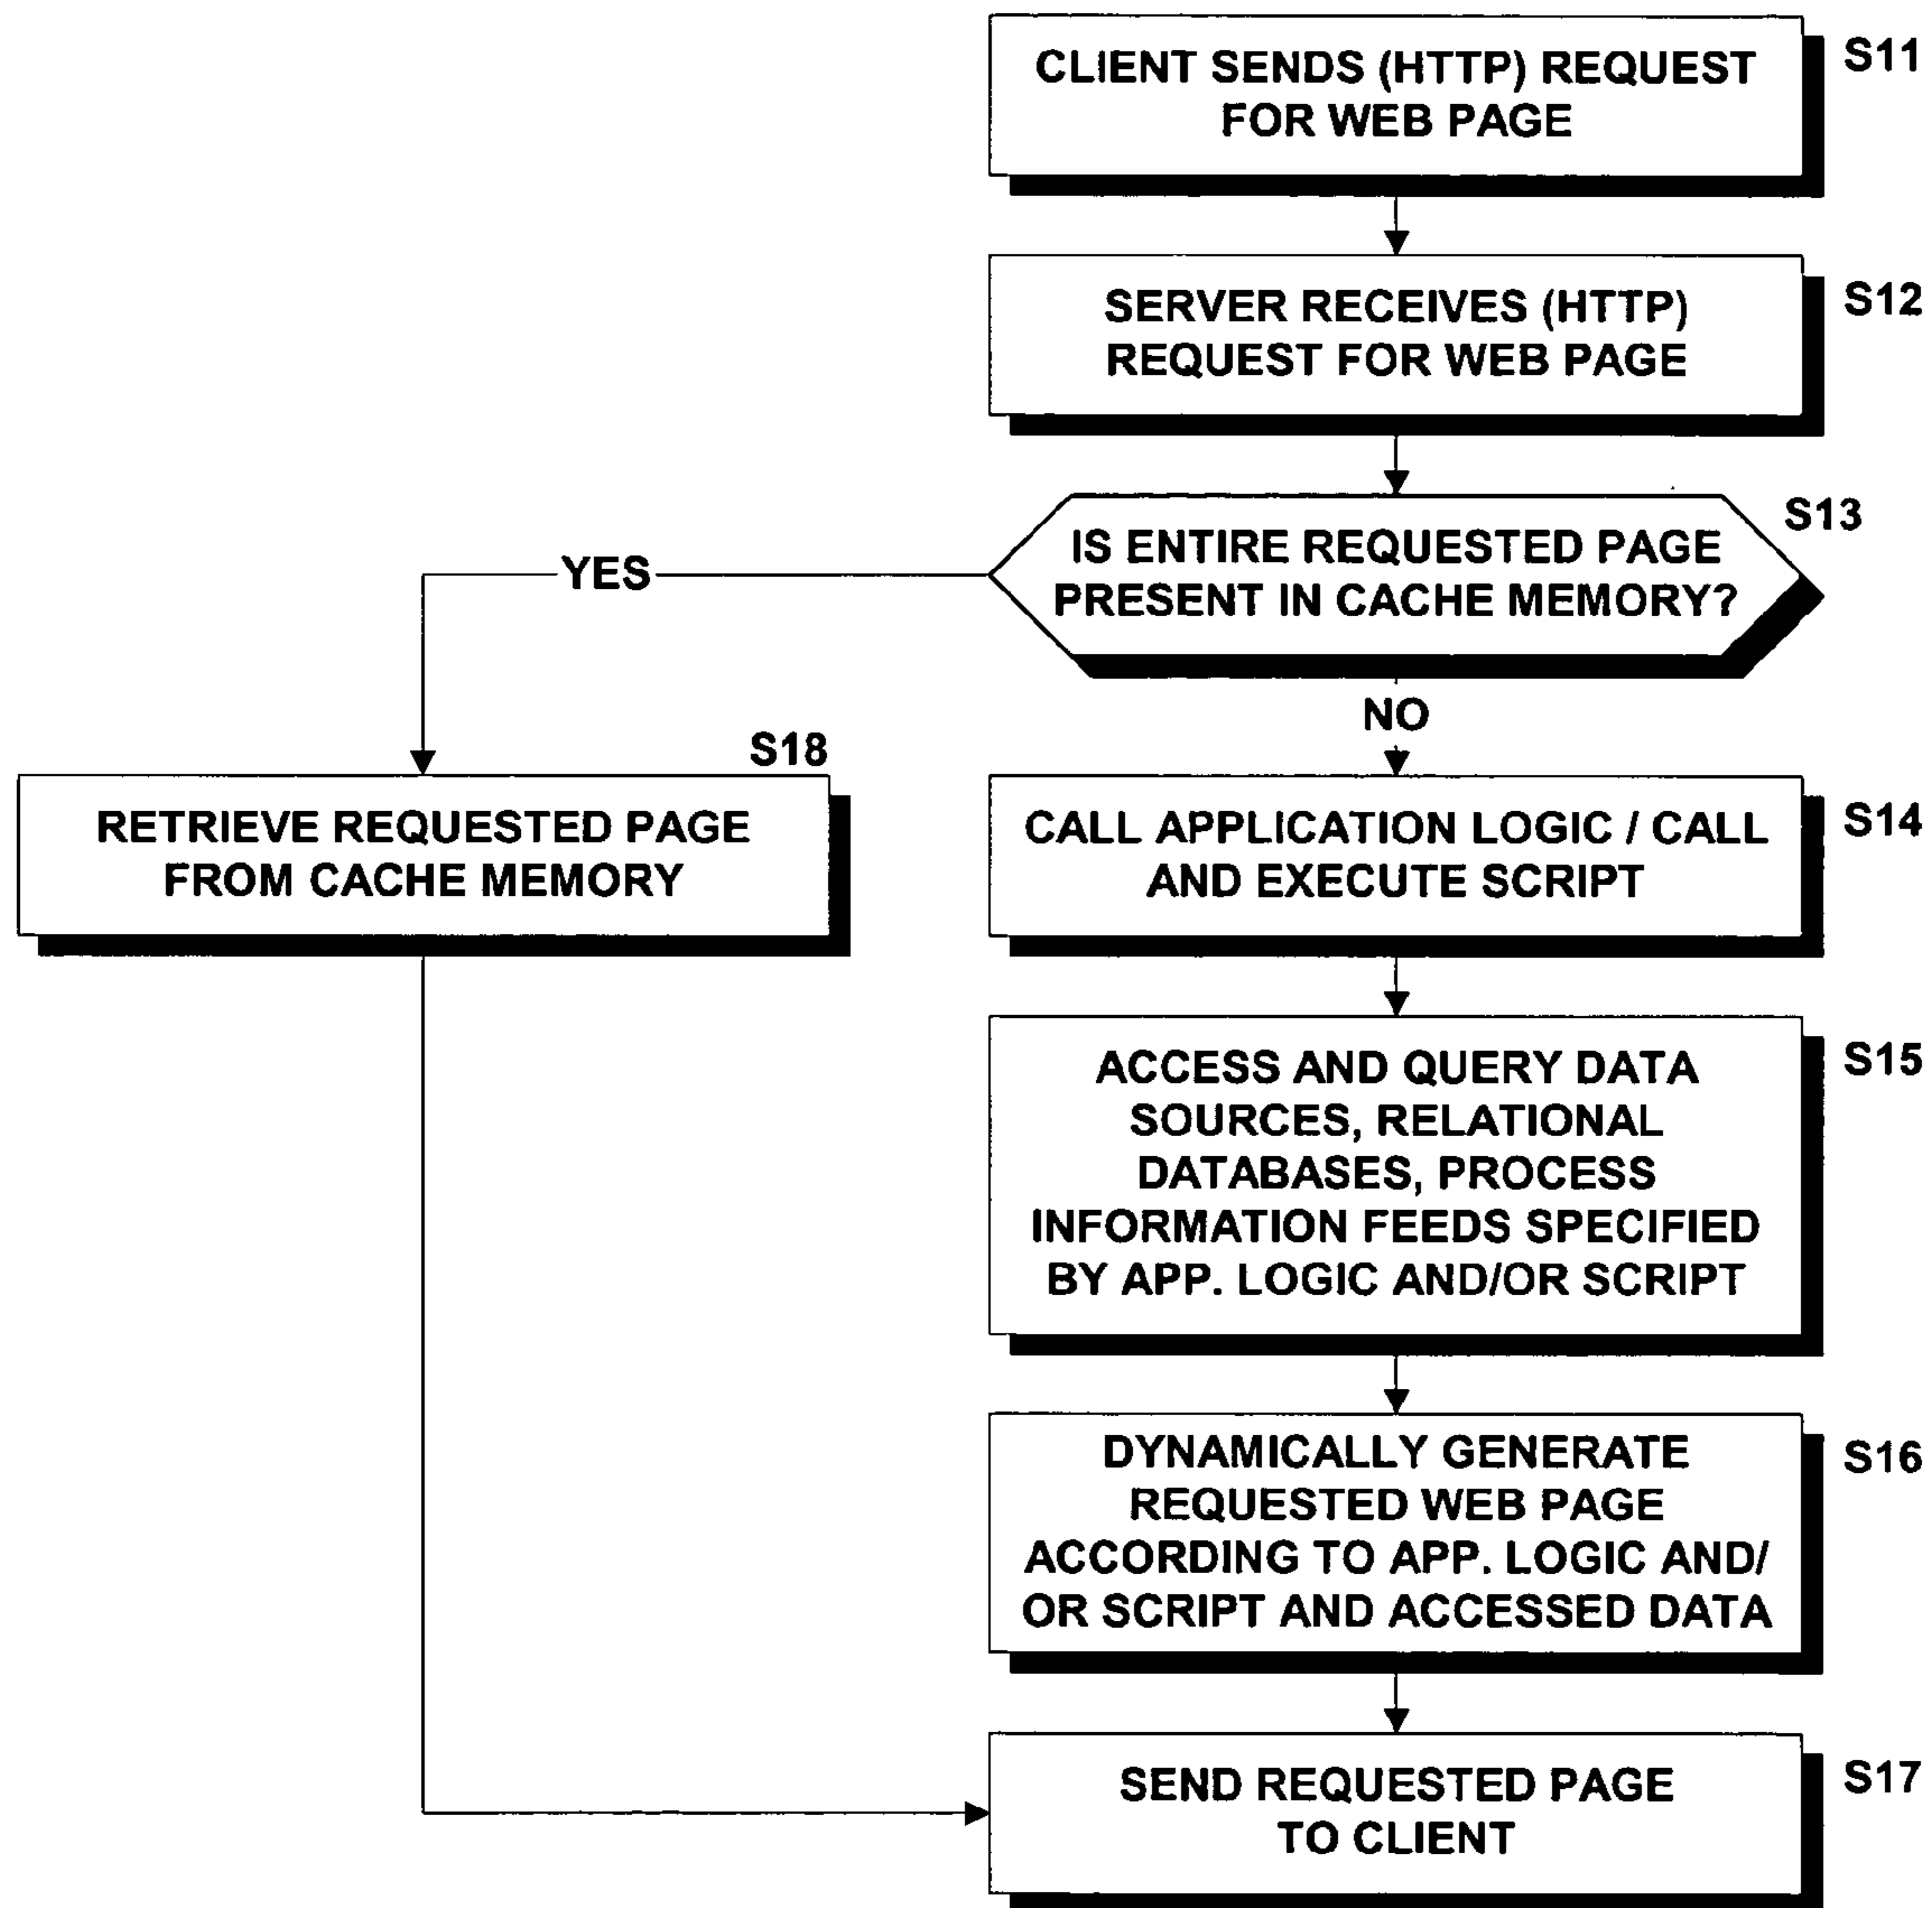 CLIENT SENDS (HTTP) REQUEST
FOR WEB PAGE
S11
SERVER RECEIVES (HTTP)
REQUEST FOR WEB PAGE
S12
IS ENTIRE REQUESTED PAGE
PRESENT IN CACHE MEMORY?
S13
YES
NO
S18
RETRIEVE REQUESTED PAGE
FROM CACHE MEMORY
CALL APPLICATION LOGIC / CALL
AND EXECUTE SCRIPT
S14
ACCESS AND QUERY DATA
SOURCES, RELATIONAL
DATABASES, PROCESS
INFORMATION FEEDS SPECIFIED
BY APP. LOGIC AND/OR SCRIPT
S15
DYNAMICALLY GENERATE
REQUESTED WEB PAGE
ACCORDING TO APP. LOGIC AND/
OR SCRIPT AND ACCESSED DATA
S16
SEND REQUESTED PAGE
TO CLIENT
S17